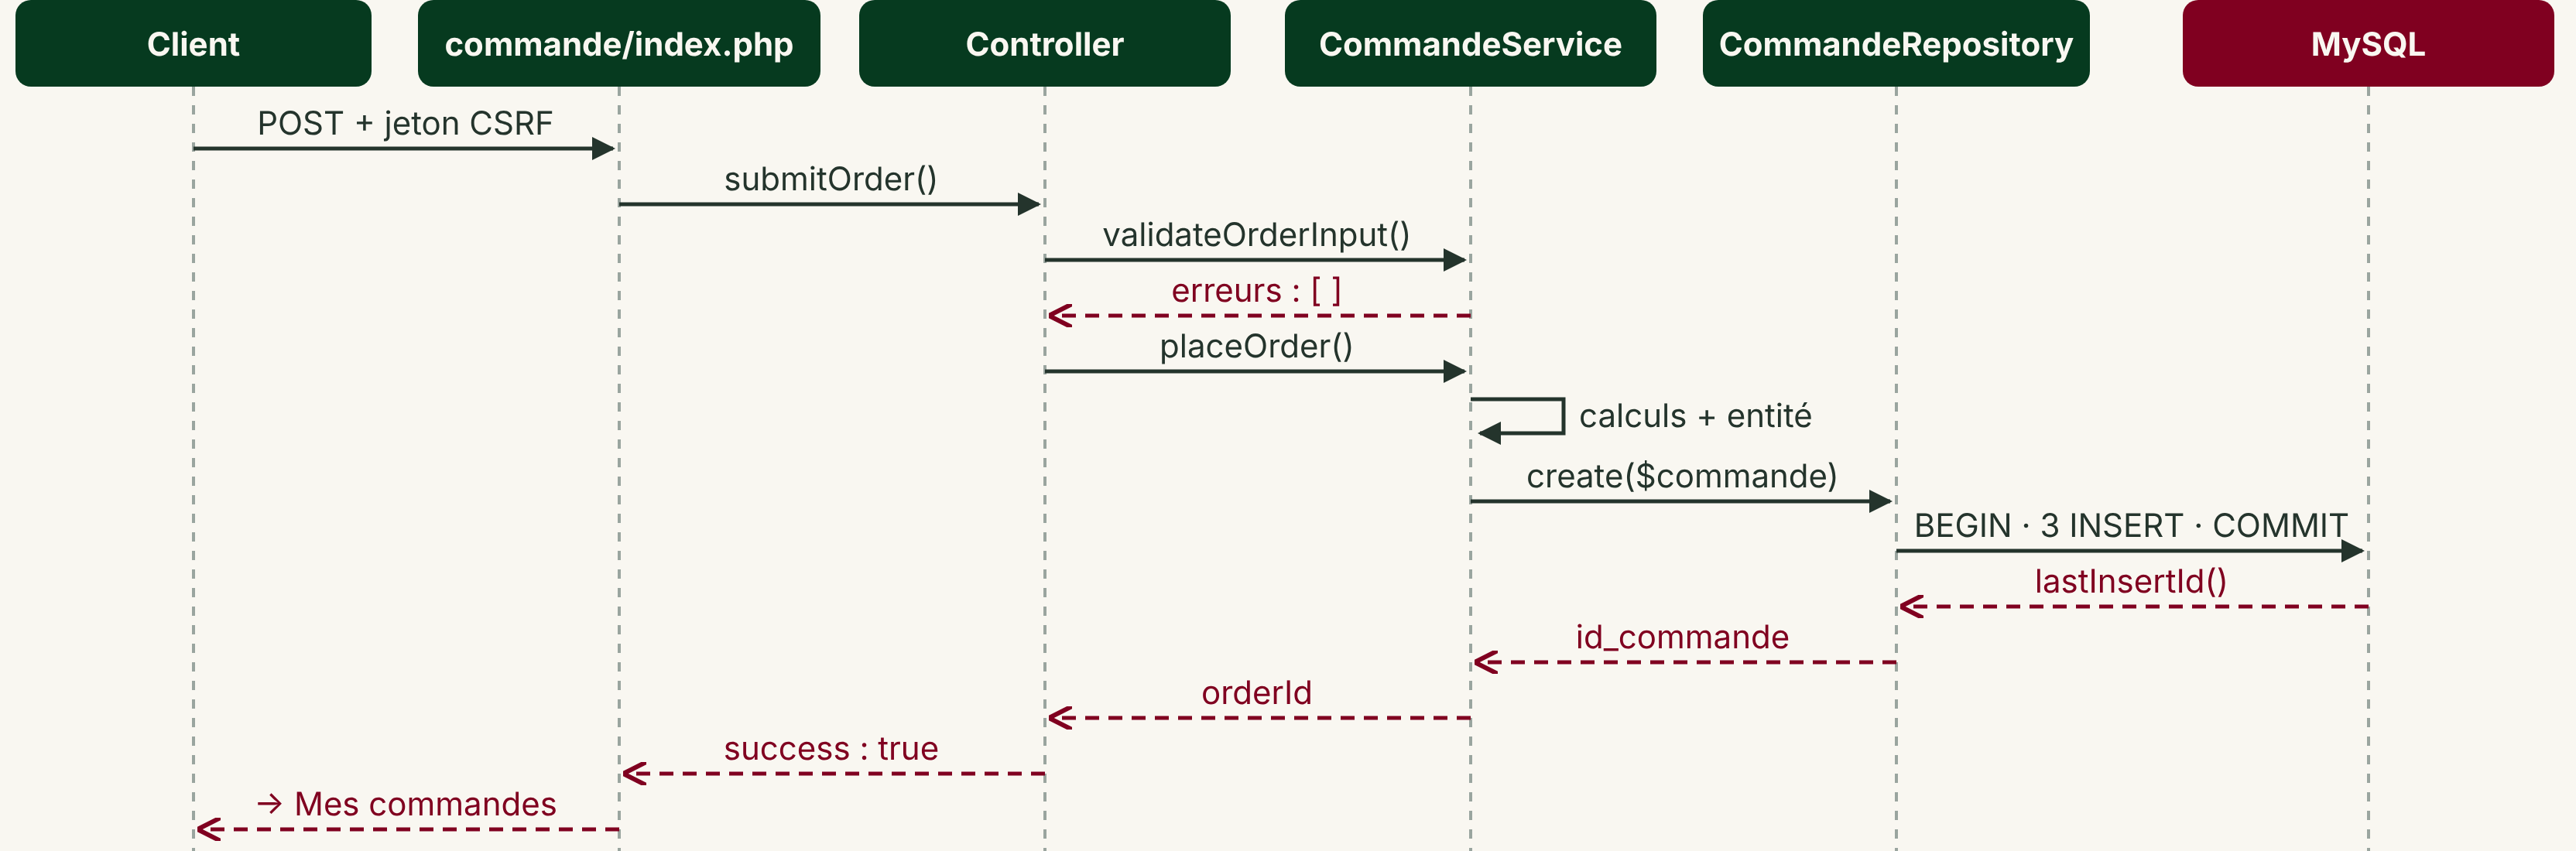 Client
commande/index.php
Controller
CommandeService
CommandeRepository
MySQL
POST + jeton CSRF
submitOrder()
validateOrderInput()
erreurs : [ ]
placeOrder()
calculs + entité
create($commande)
BEGIN · 3 INSERT · COMMIT
lastInsertId()
id_commande
orderId
success : true
→ Mes commandes